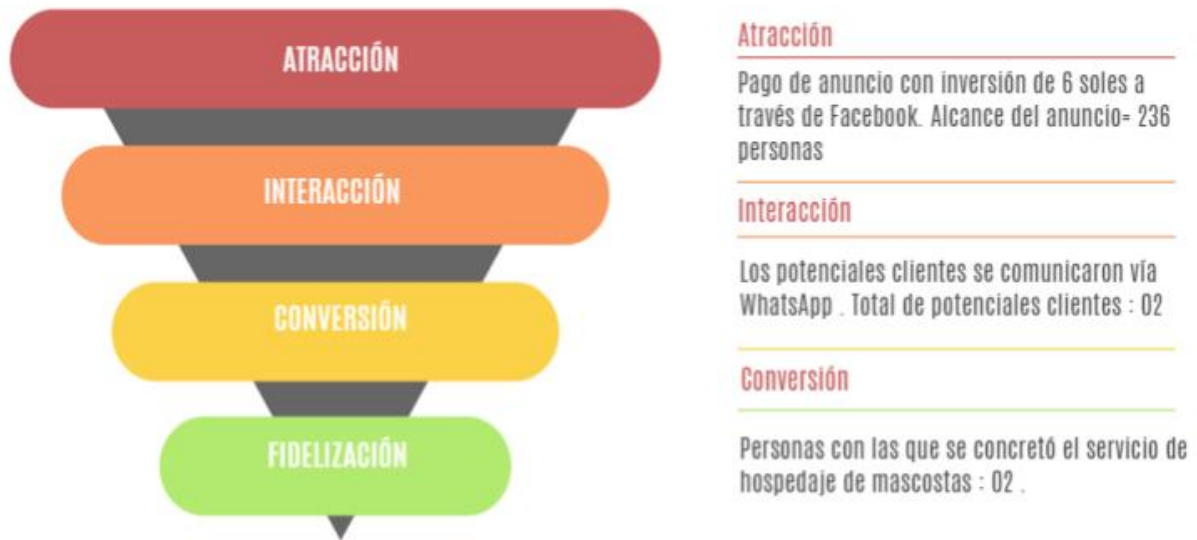 ATRACCIÓN
INTERACCIÓN
CONVERSIÓN
FIDELIZACIÓN
Atracción
Pago de anuncio con inversión de 6 soles a
través de Facebook. Alcance del anuncio= 236
personas
Interacción
Los potenciales clientes se comunicaron vía
WhatsApp . Total de potenciales clientes : 02
Conversión
Personas con las que se concretó el servicio de
hospedaje de mascostas : 02 .